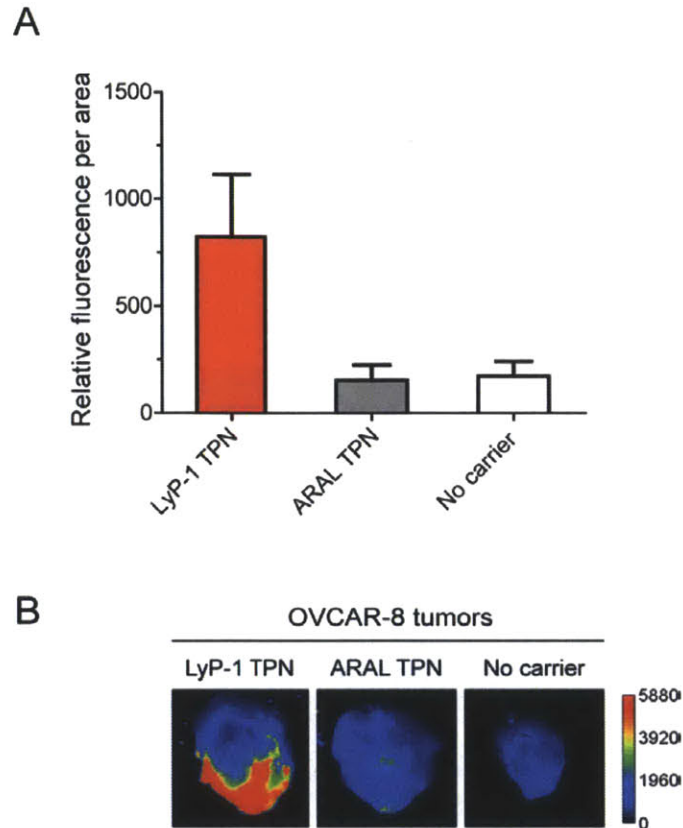 A
Relative fluorescence per area
1500
1000
500
0
LyP-1 TPN
ARAL TPN
No carrier
B
OVCAR-8 tumors
LyP-1 TPN ARAL TPN No carrier
5880
3920
1960
0